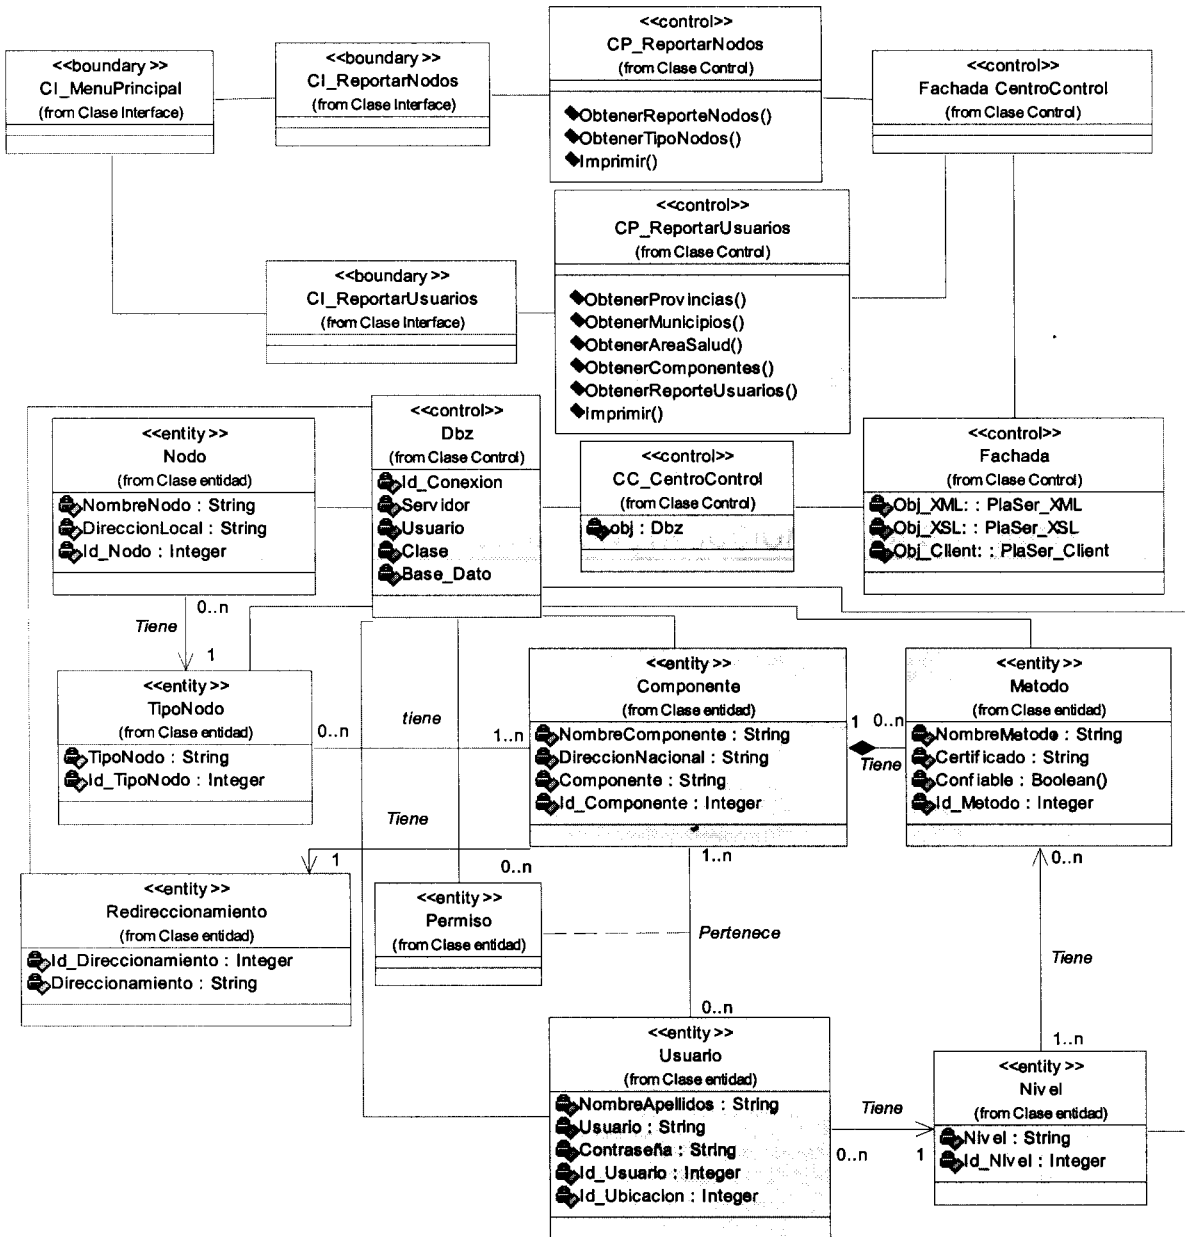 <<control>>
CP_ReportarNodos
(from Clase Control)
ObtenerReporteNodos()
ObtenerTipoNodos()
Imprimir()
<<boundary>>
CI_MenuPrincipal
(from Clase Interface)
<<boundary>>
CI_ReportarNodos
(from Clase Interface)
<<control>>
Fachada CentroControl
(from Clase Control)
<<control>>
CP_ReportarUsuarios
(from Clase Control)
ObtenerProvincias()
ObtenerMunicipios()
ObtenerAreaSalud()
ObtenerComponentes()
ObtenerReporteUsuarios()
Imprimir()
<<boundary>>
CI_ReportarUsuarios
(from Clase Interface)
<<entity>>
Nodo
(from Clase entidad)
NombreNodo : String
DireccionLocal : String
Id_Nodo : Integer
<<control>>
Dbz
(from Clase Control)
Id_Conexion
Servidor
Usuario
Clase
Base_Dato
<<control>>
CC_CentroControl
(from Clase Control)
obj : Dbz
<<control>>
Fachada
(from Clase Control)
Obj_XML: : PlaSer_XML
Obj_XSL: : PlaSer_XSL
Obj_Client: : PlaSer_Client
0..n
Tiene
1
<<entity>>
TipoNodo
(from Clase entidad)
TipoNodo : String
Id_TipoNodo : Integer
0..n
tiene
1..n
<<entity>>
Componente
(from Clase entidad)
NombreComponente : String
DireccionNacional : String
Componente : String
Id_Componente : Integer
1
0..n
Tiene
<<entity>>
Metodo
(from Clase entidad)
NombreMetodo : String
Certificado : String
Confiable : Boolean()
Id_Metodo : Integer
Tiene
1
0..n
1..n
0..n
<<entity>>
Redireccionamiento
(from Clase entidad)
Id_Direccionamiento : Integer
Direccionamiento : String
<<entity>>
Permiso
(from Clase entidad)
Pertenece
Tiene
0..n
1..n
<<entity>>
Usuario
(from Clase entidad)
NombreApellidos : String
Usuario : String
Contraseña : String
Id_Usuario : Integer
Id_Ubicacion : Integer
Tiene
0..n
1
<<entity>>
Nivel
(from Clase entidad)
Nivel : String
Id_Nivel : Integer